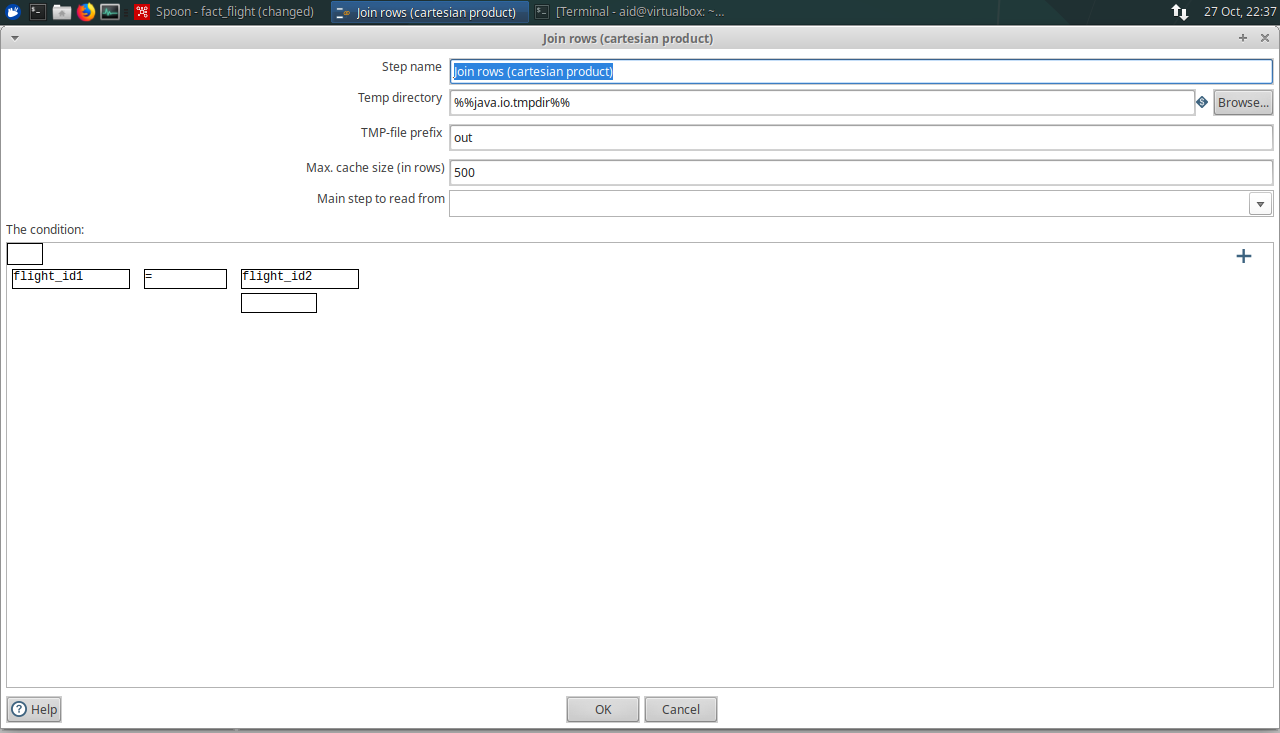 Spoon - fact_flight (changed)
Join rows (cartesian product)
[Terminal - aid@virtualbox: ~...
27 Oct, 22:37
Join rows (cartesian product)
Step name
Join rows (cartesian product)
Temp directory
%%java.io.tmpdir%%
Browse...
TMP-file prefix
out
Max. cache size (in rows)
500
Main step to read from
The condition:
flight_id1
=
flight_id2
Help
OK
Cancel